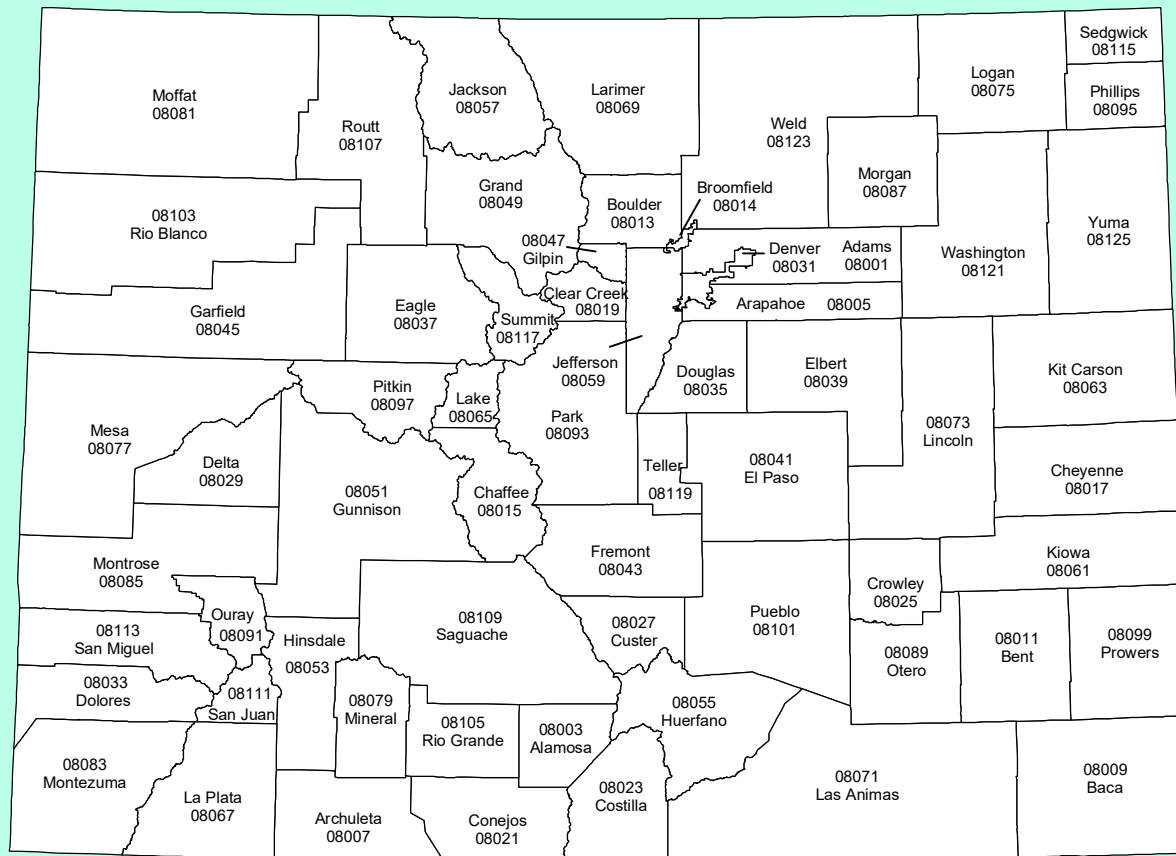 Sedgwick
08115
Logan
08075
Phillips
08095
Moffat
08081
Jackson
08057
Larimer
08069
Routt
08107
Weld
08123
Morgan
08087
Grand
08049
Boulder
08013
Broomfield
08014
08103
Rio Blanco
Yuma
08125
08047
Gilpin
Denver
08031
Adams
08001
Washington
08121
Garfield
08045
Eagle
08037
Clear Creek
08019
Arapahoe 08005
Summit
08117
Jefferson
08059
Douglas
08035
Elbert
08039
Kit Carson
08063
Pitkin
08097
Lake
08065
Park
08093
08073
Lincoln
Mesa
08077
Delta
08029
Teller
08119
08041
El Paso
Cheyenne
08017
08051
Gunnison
Chaffee
08015
Montrose
08085
Fremont
08043
Kiowa
08061
Crowley
08025
Ouray
08091
08109
Saguache
08027
Custer
Pueblo
08101
08113
San Miguel
Hinsdale
08053
08089
Otero
08011
Bent
08099
Prowers
08033
Dolores
08111
San Juan
08079
Mineral
08105
Rio Grande
08003
Alamosa
08055
Huerfano
08083
Montezuma
La Plata
08067
08023
Costilla
08071
Las Animas
08009
Baca
Archuleta
08007
Conejos
08021